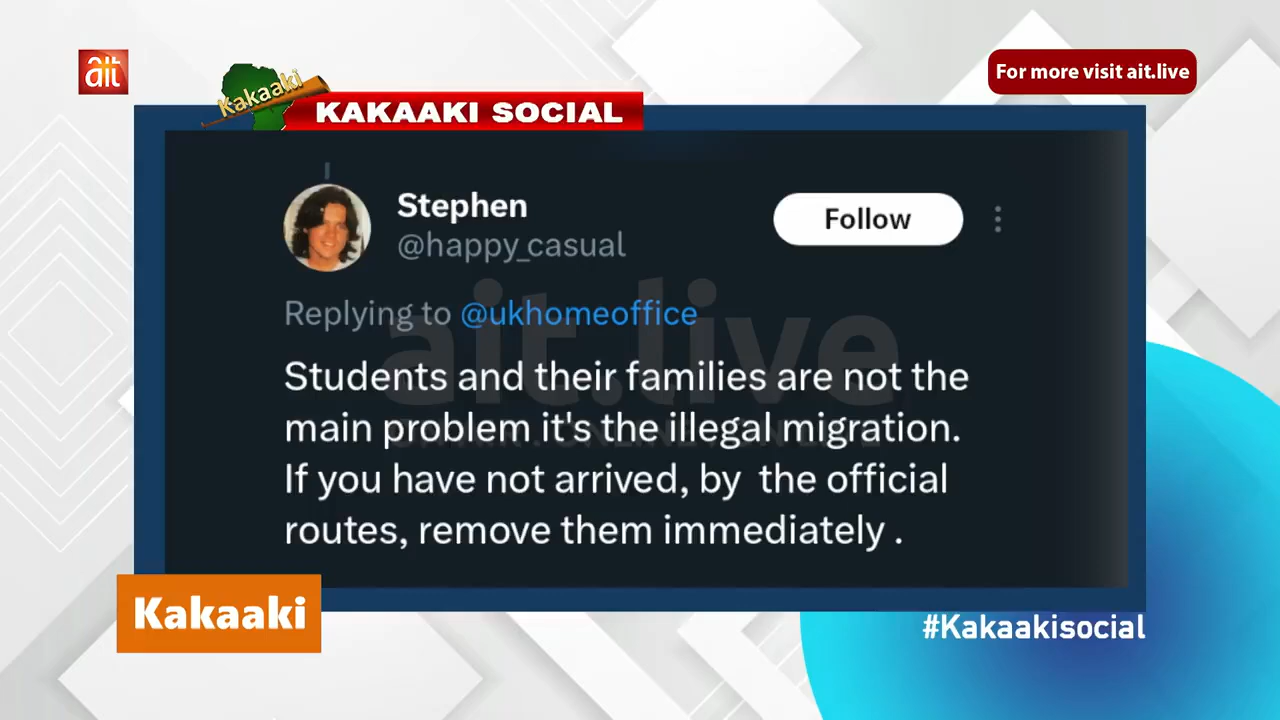 ait
Kakaaki
KAKAAKI SOCIAL
For more visit ait.live
Stephen
@happy_casual
Follow
Replying to @ukhomeoffice
ait.live
Students and their families are not the
main problem it's the illegal migration.
If you have not arrived, by  the official
routes, remove them immediately .
Kakaaki
#Kakaakisocial